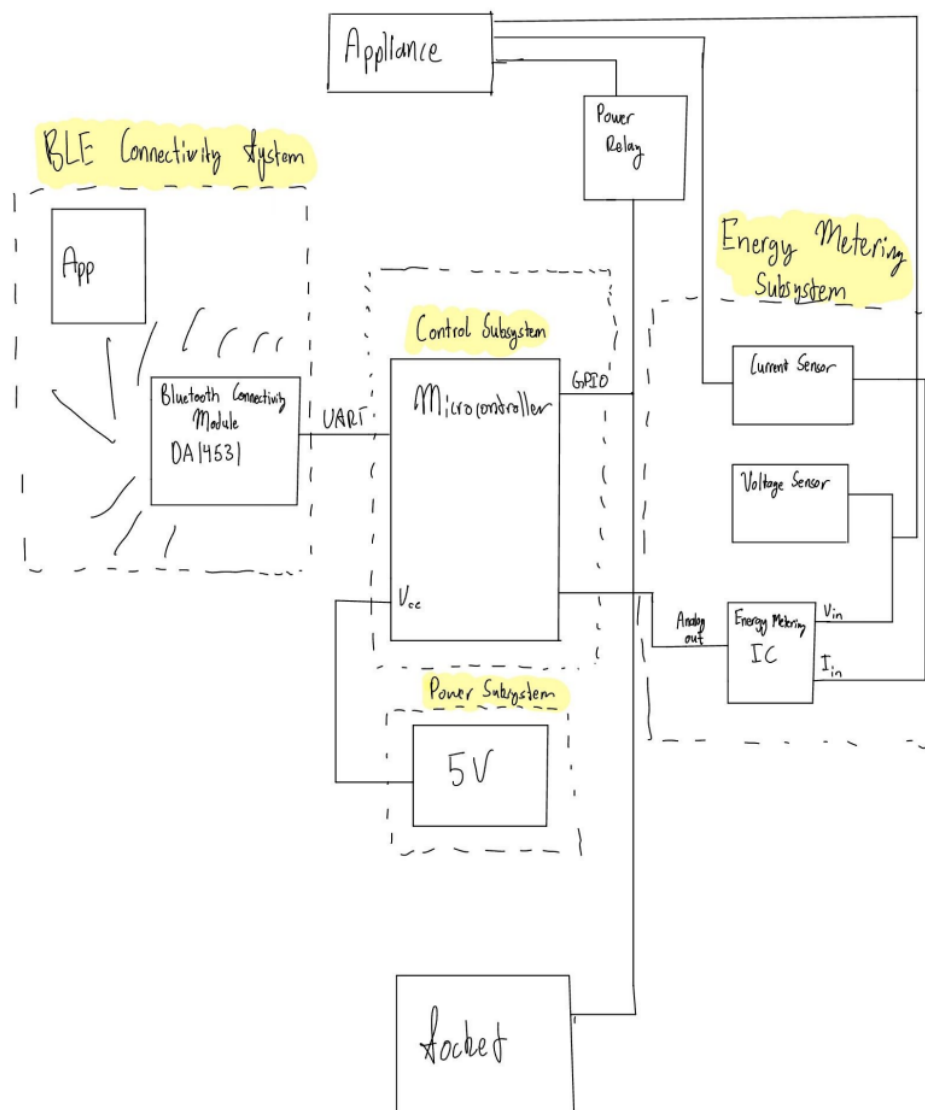 Appliance
Power
Relay
BLE Connectivity System
App
Bluetooth Connectivity
Module
DA14531
UART
Control Subsystem
Microcontroller
GPIO
Vcc
Power Subsystem
5V
Energy Metering
Subsystem
Current Sensor
Voltage Sensor
Analog
out
Energy Metering
IC
Vin
Iin
Socket